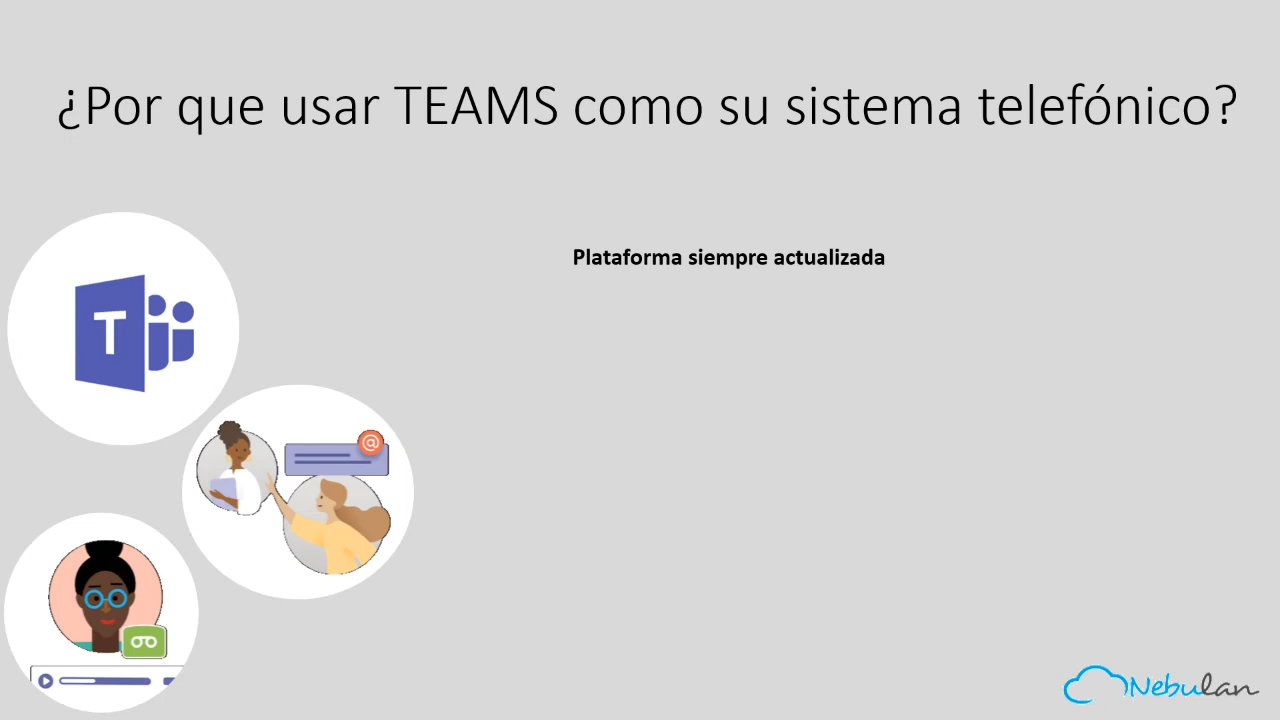 ¿Por que usar TEAMS como su sistema telefónico?
Plataforma siempre actualizada
T
@
Nebulan